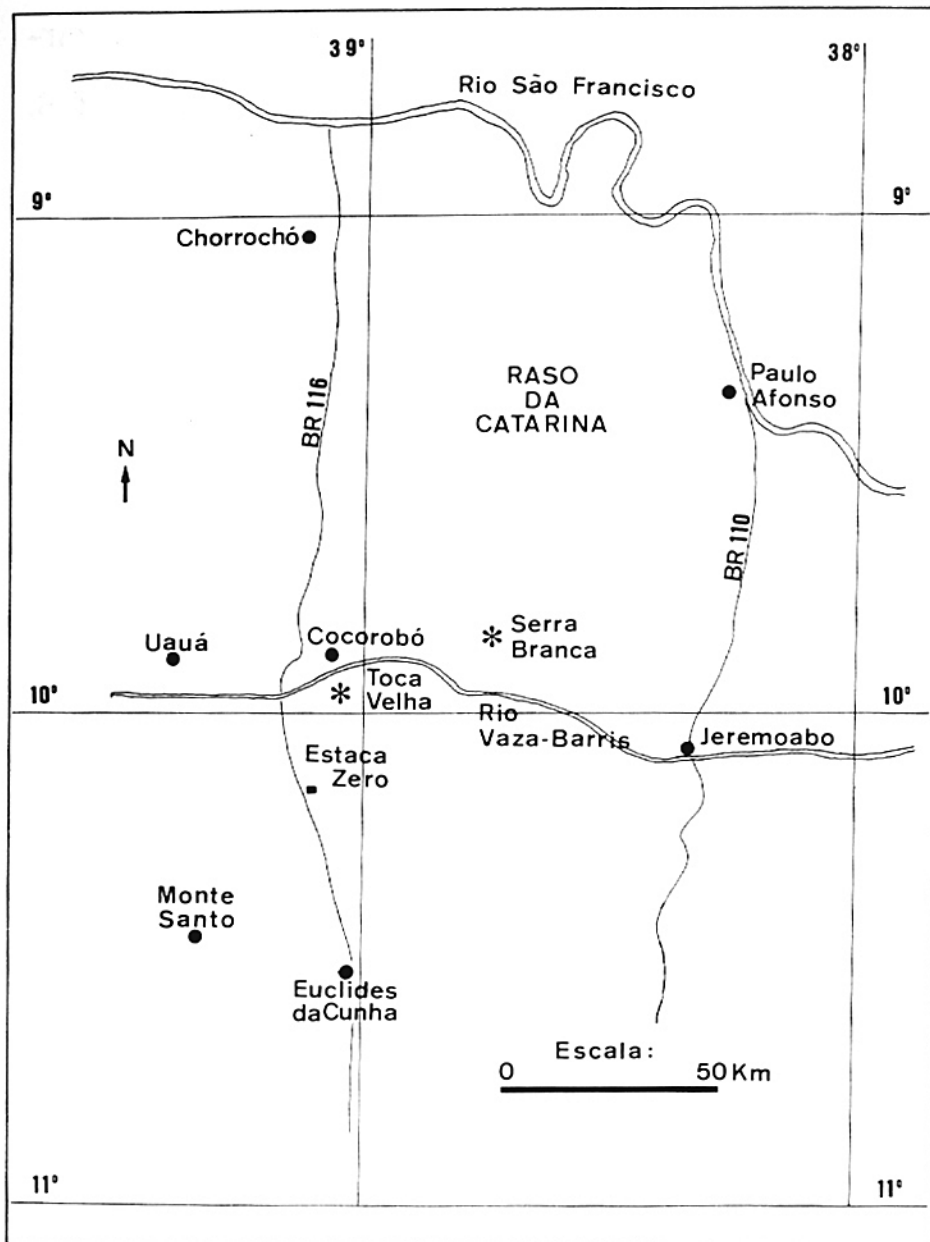 39°
38°
Rio São Francisco
9°
9°
Chorrochó
RASO
DA
CATARINA
Paulo
Afonso
BR 116
N
BR 110
Uauá
Cocorobó
Serra
Branca
Toca
Velha
10°
10°
Rio
Vaza-Barris
Jeremoabo
Estaca
Zero
Monte
Santo
Euclides
daCunha
Escala:
0 50 Km
11°
11°